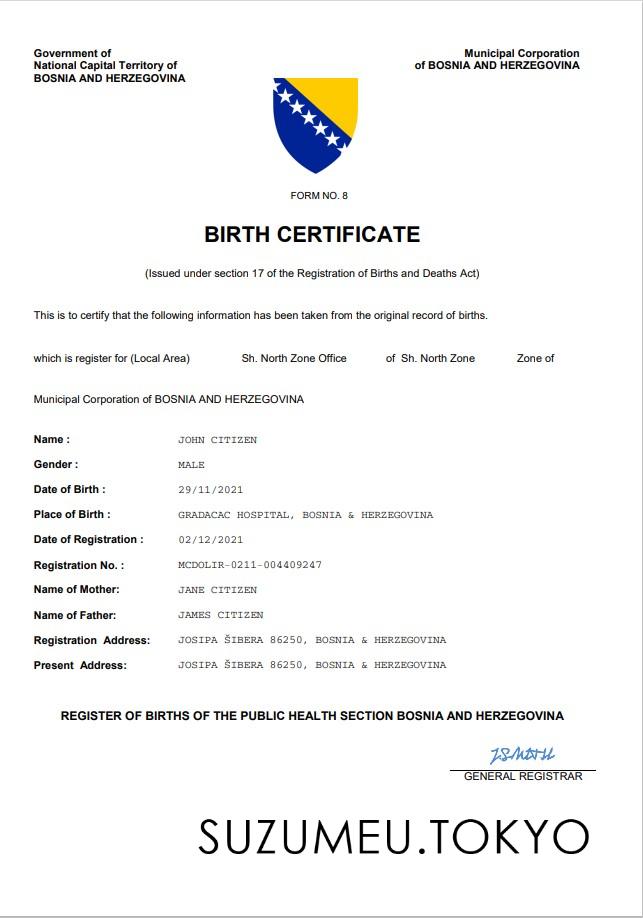 Government of
National Capital Territory of
BOSNIA AND HERZEGOVINA
Municipal Corporation
of BOSNIA AND HERZEGOVINA
FORM NO. 8
BIRTH CERTIFICATE
(Issued under section 17 of the Registration of Births and Deaths Act)
This is to certify that the following information has been taken from the original record of births.
which is register for (Local Area) Sh. North Zone Office of Sh. North Zone Zone of
Municipal Corporation of BOSNIA AND HERZEGOVINA
Name : JOHN CITIZEN
Gender : MALE
Date of Birth : 29/11/2021
Place of Birth : GRADACAC HOSPITAL, BOSNIA & HERZEGOVINA
Date of Registration : 02/12/2021
Registration No. : MCDOLIR-0211-004409247
Name of Mother: JANE CITIZEN
Name of Father: JAMES CITIZEN
Registration Address: JOSIPA ŠIBERA 86250, BOSNIA & HERZEGOVINA
Present Address: JOSIPA ŠIBERA 86250, BOSNIA & HERZEGOVINA
REGISTER OF BIRTHS OF THE PUBLIC HEALTH SECTION BOSNIA AND HERZEGOVINA
GENERAL REGISTRAR
SUZUMEU.TOKYO